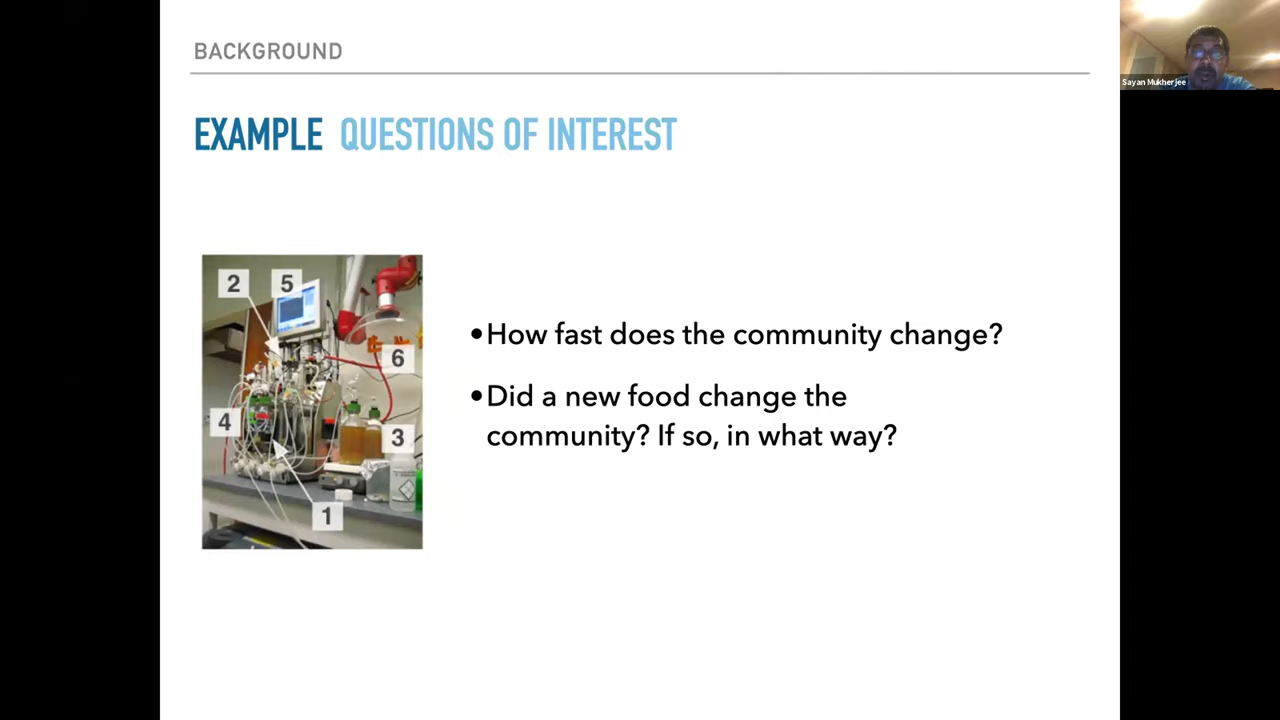 BACKGROUND
Sayan Mukherjee
EXAMPLE QUESTIONS OF INTEREST
2
5
6
4
3
1
•How fast does the community change?
•Did a new food change the
community? If so, in what way?